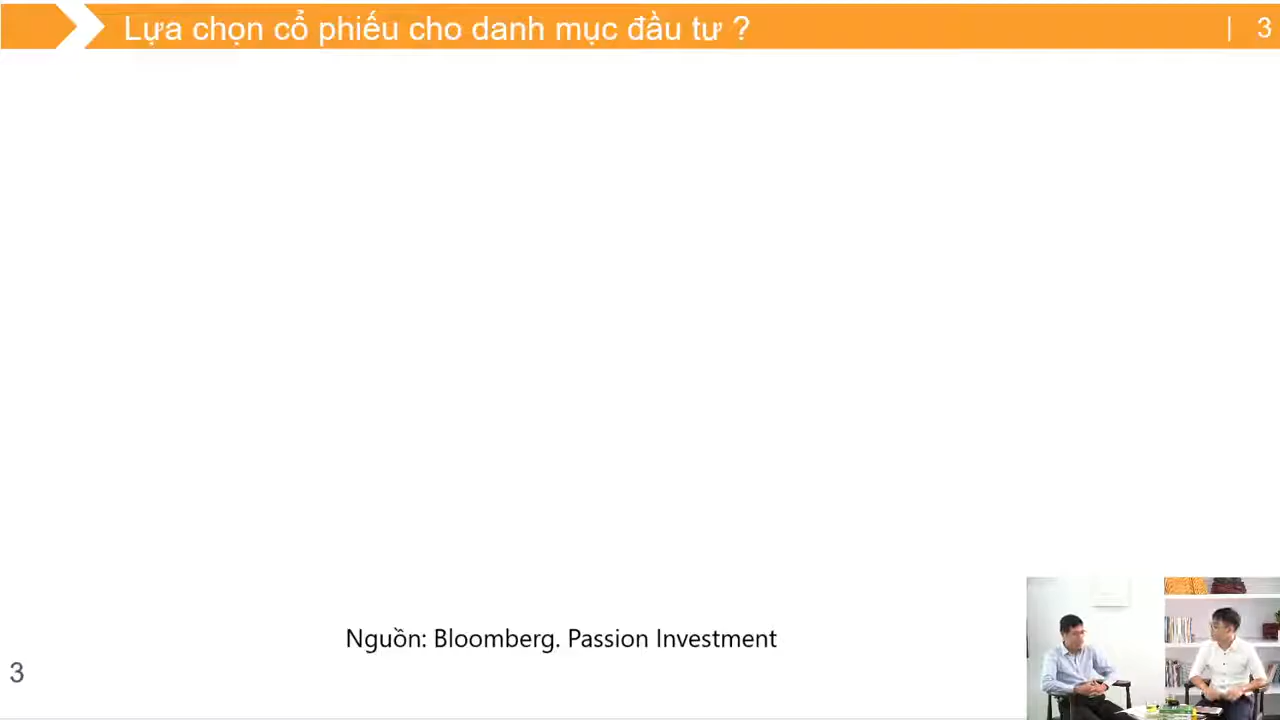 Lựa chọn cổ phiếu cho danh mục đầu tư ?
| 3
Nguồn: Bloomberg. Passion Investment
3